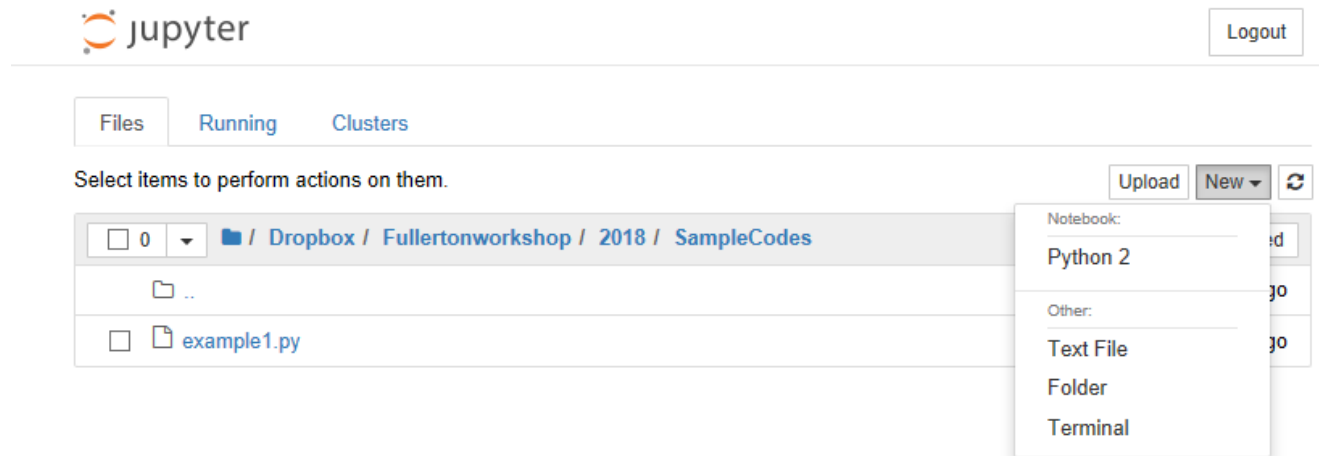 jupyter
Logout
Files Running Clusters
Select items to perform actions on them.
Upload New
0 / Dropbox / Fullertonworkshop / 2018 / SampleCodes
..
example1.py
Notebook:
Python 2
Other:
Text File
Folder
Terminal